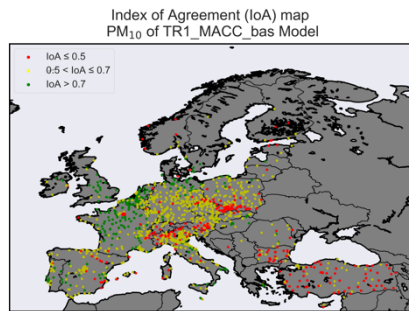 Index of Agreement (IoA) map
PM₁₀ of TR1_MACC_bas Model
IoA ≤ 0.5
0:5 < IoA ≤ 0.7
IoA > 0.7